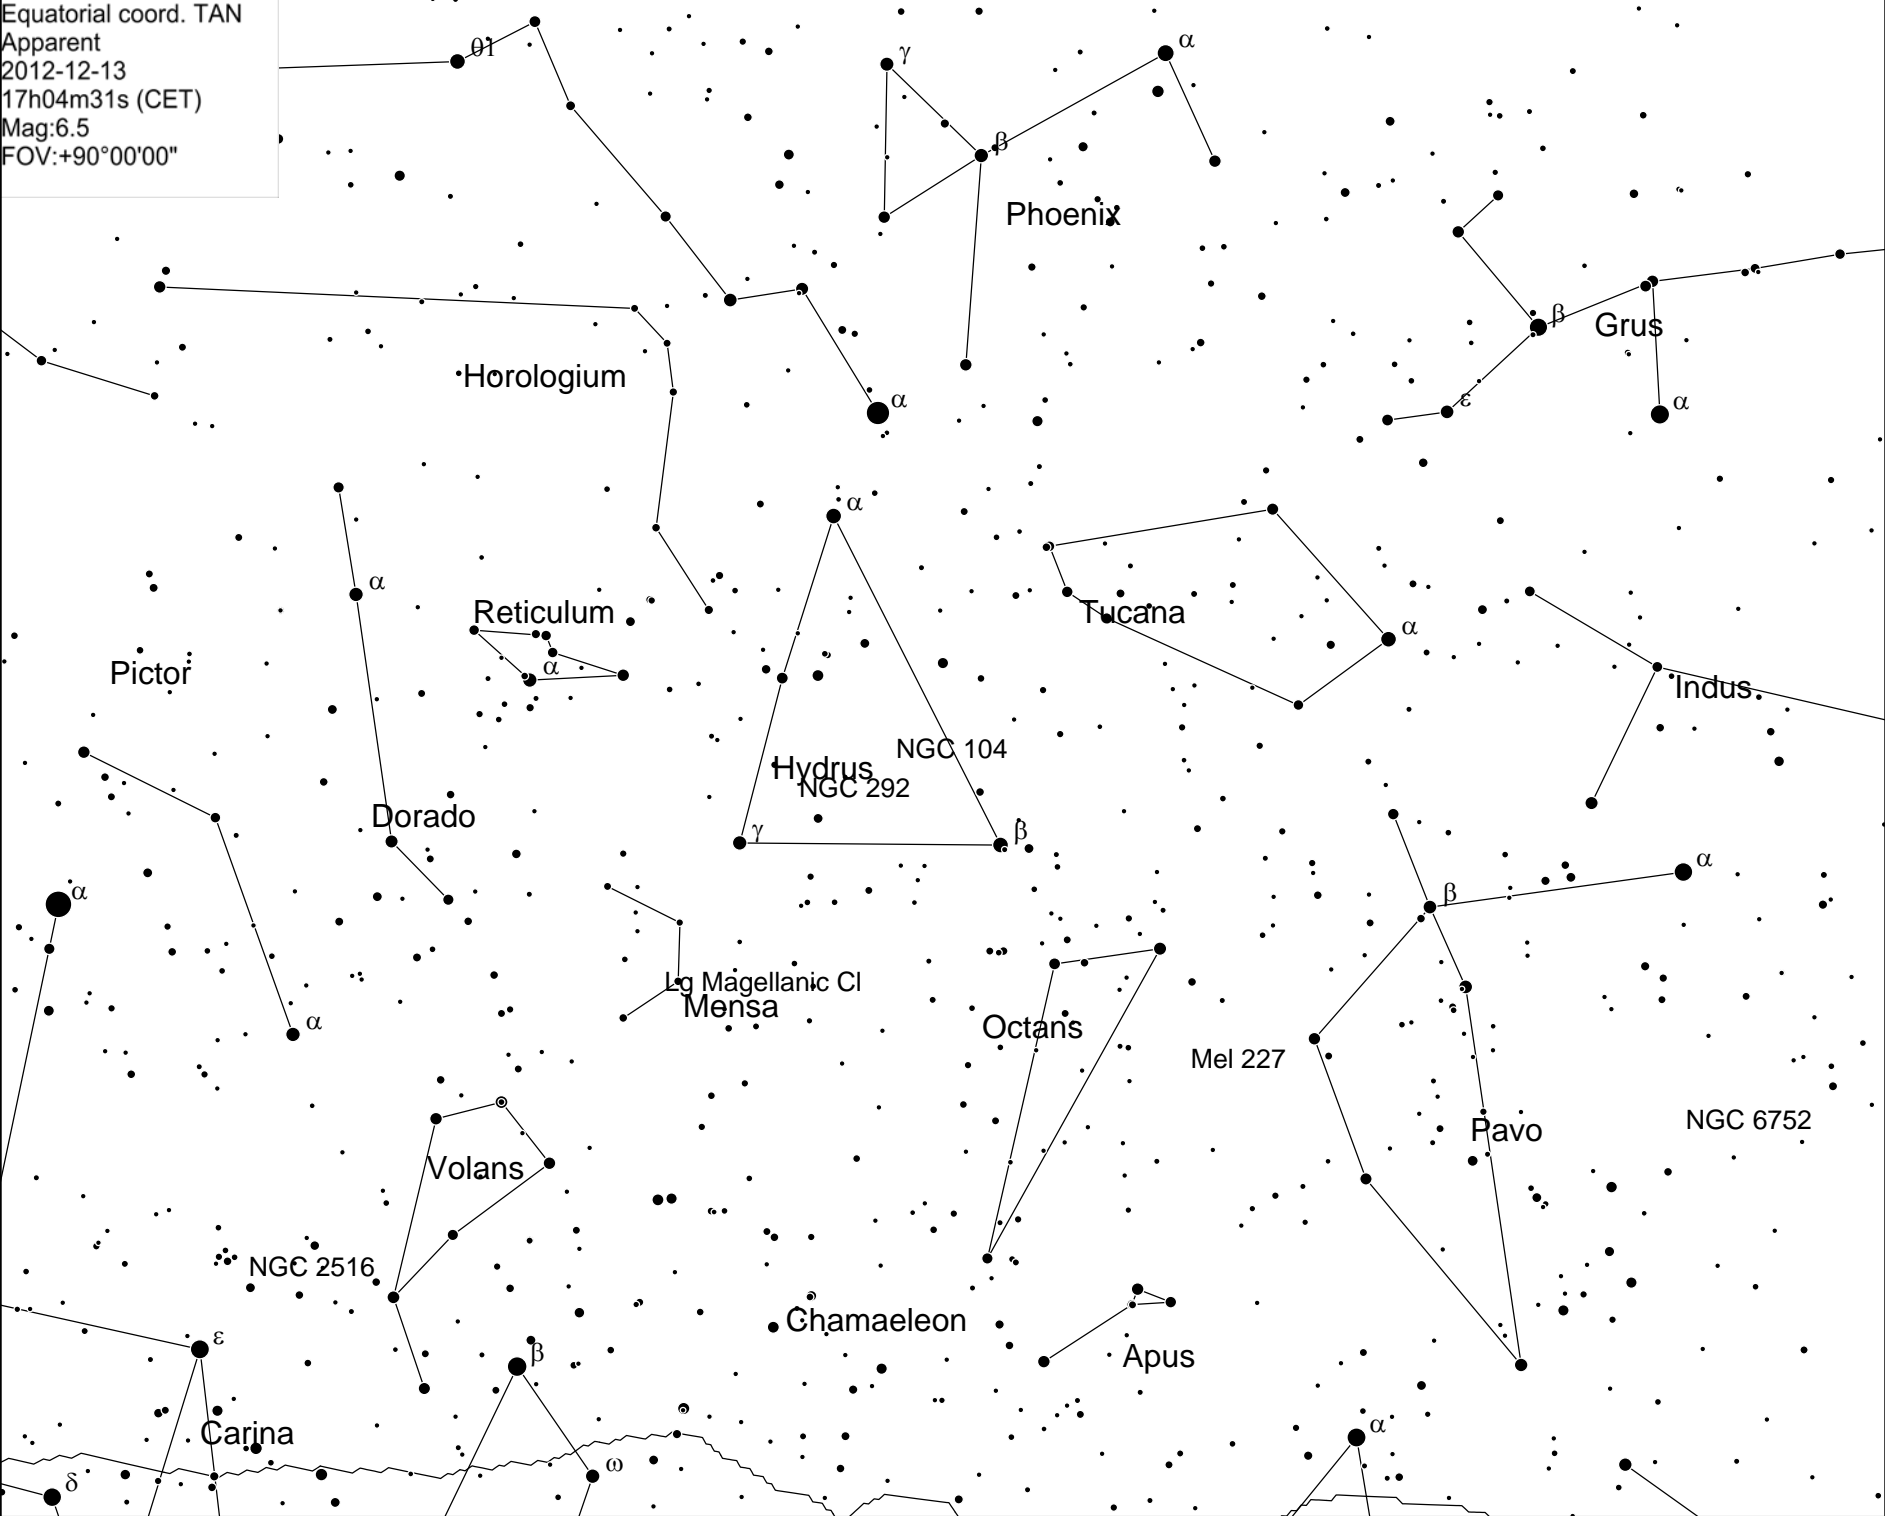 Equatorial coord. TAN
Apparent
2012-12-13
17h04m31s (CET)
Mag:6.5
FOV:+90°00'00"
θ1
γ
α
β
Phoenix
β
Grus
Horologium
α
ε
α
α
α
Reticulum
Tucana
α
α
Pictor
Indus
NGC 104
Hydrus
NGC 292
Dorado
γ
β
α
α
β
Lg Magellanic Cl
Mensa
α
Octans
Mel 227
NGC 6752
Pavo
Volans
NGC 2516
Chamaeleon
ε
β
Apus
α
Carina
ω
δ